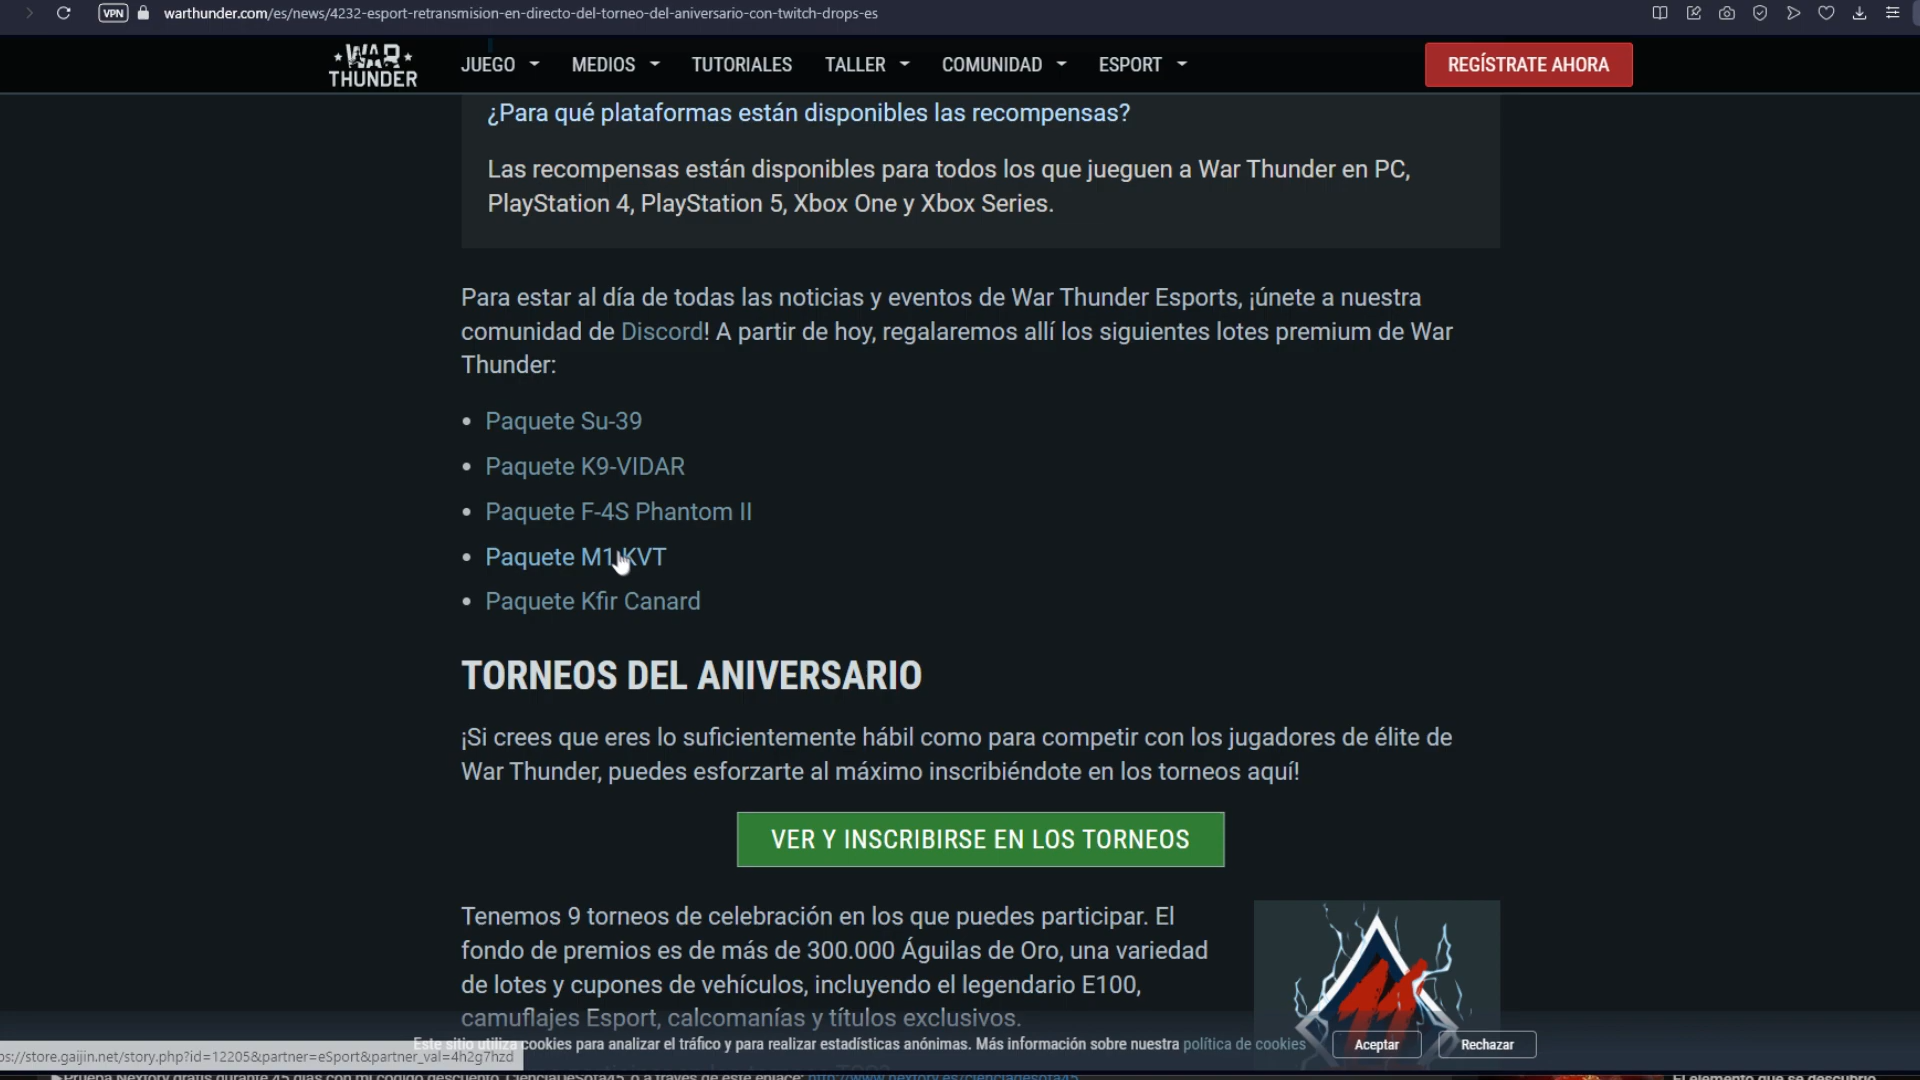 VPN warthunder.com/es/news/4232-esport-retransmision-en-directo-del-torneo-del-aniversario-con-twitch-drops-es
WAR THUNDER
JUEGO MEDIOS TUTORIALES TALLER COMUNIDAD ESPORT REGÍSTRATE AHORA
¿Para qué plataformas están disponibles las recompensas?
Las recompensas están disponibles para todos los que jueguen a War Thunder en PC,
PlayStation 4, PlayStation 5, Xbox One y Xbox Series.
Para estar al día de todas las noticias y eventos de War Thunder Esports, ¡únete a nuestra
comunidad de Discord! A partir de hoy, regalaremos allí los siguientes lotes premium de War
Thunder:
• Paquete Su-39
• Paquete K9-VIDAR
• Paquete F-4S Phantom II
• Paquete M1 KVT
• Paquete Kfir Canard
TORNEOS DEL ANIVERSARIO
¡Si crees que eres lo suficientemente hábil como para competir con los jugadores de élite de
War Thunder, puedes esforzarte al máximo inscribiéndote en los torneos aquí!
VER Y INSCRIBIRSE EN LOS TORNEOS
Tenemos 9 torneos de celebración en los que puedes participar. El
fondo de premios es de más de 300.000 Águilas de Oro, una variedad
de lotes y cupones de vehículos, incluyendo el legendario E100,
camuflajes Esport, calcomanías y títulos exclusivos.
Este sitio utiliza cookies para analizar el tráfico y para realizar estadísticas anónimas. Más información sobre nuestra política de cookies Aceptar Rechazar
ps://store.gaijin.net/story.php?id=12205&partner=eSport&partner_val=4h2g7hzd